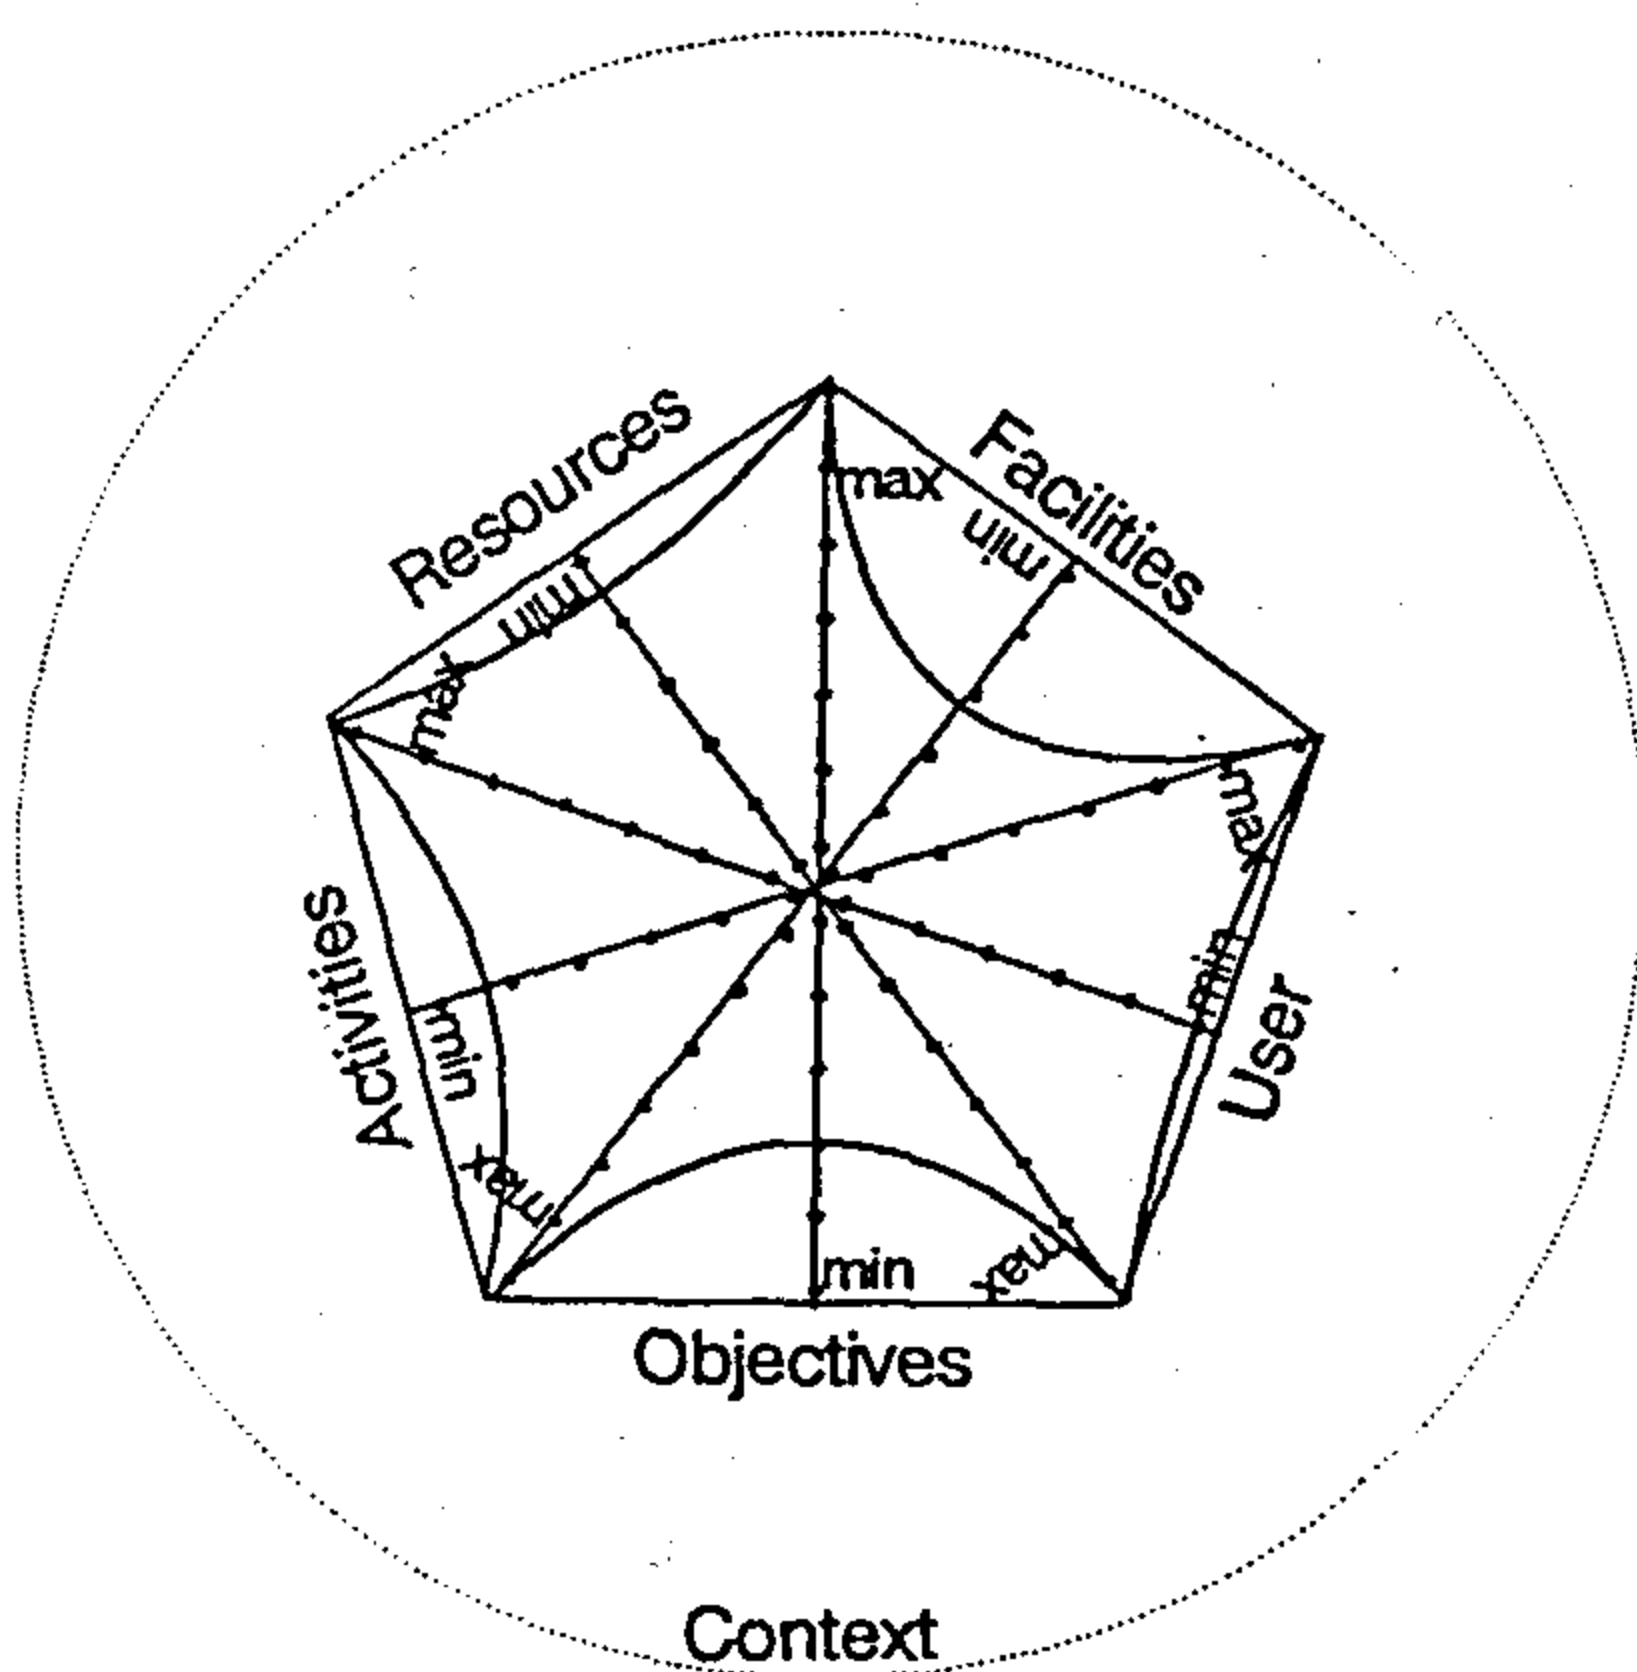 Resources
Facilities
max
min
min
max
max
min
Activities
min
User
max
min
max
Objectives
Context